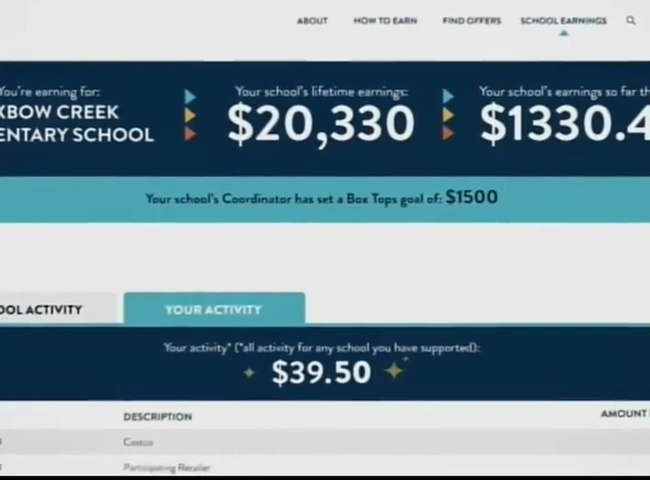 ABOUT HOW TO EARN FIND OFFERS SCHOOL EARNINGS
You're earning for: Your school's lifetime earnings: Your school's earnings so far th
XBOW CREEK
ENTARY SCHOOL $20,330 $1330.4
Your school's Coordinator has set a Box Tops goal of: $1500
OOL ACTIVITY YOUR ACTIVITY
Your activity* (*all activity for any school you have supported):
$39.50
DESCRIPTION AMOUNT
Costco
Participating Retailer